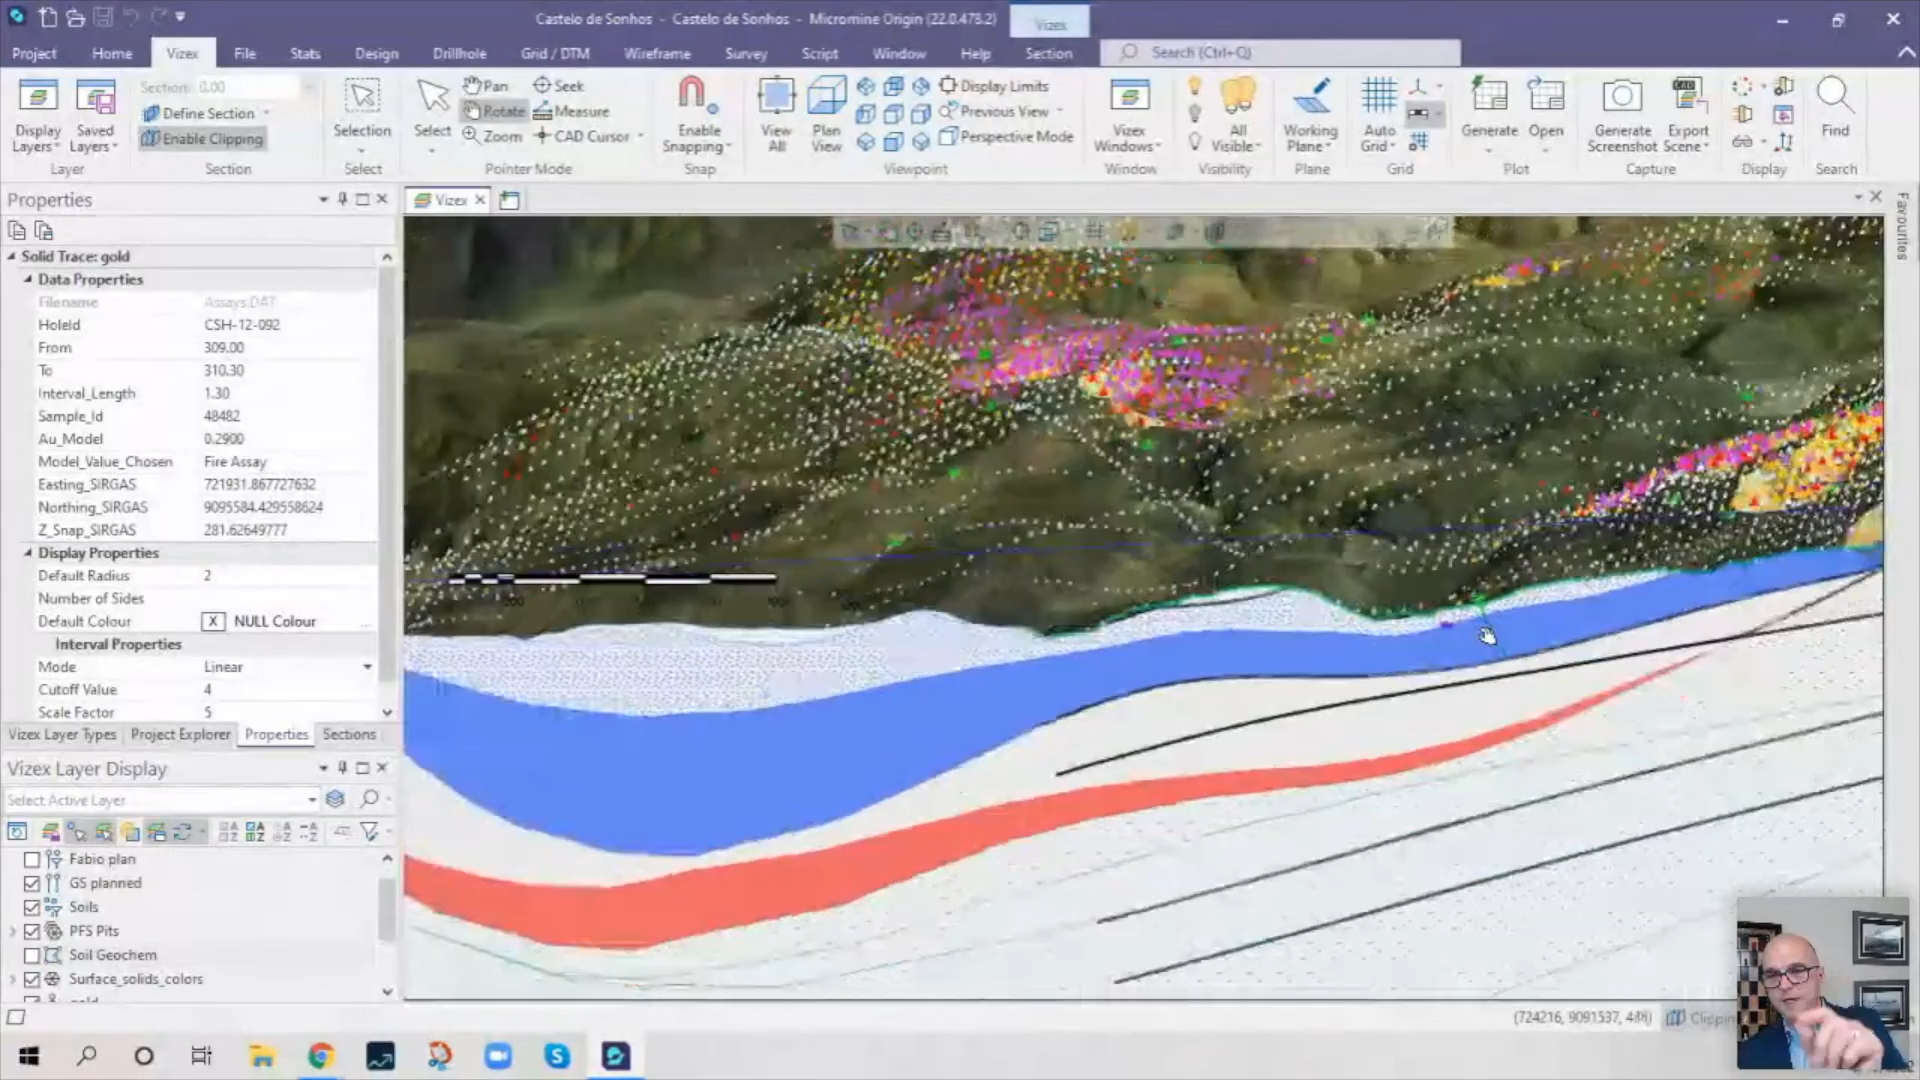 Castelo de Sonhos - Castelo de Sonhos - Micromine Origin (22.0.478.2)
Vizex
Project Home Vizex File Stats Design Drillhole Grid / DTM Wireframe Survey Script Window Help Section
Search (Ctrl+Q)
Section: 0.00
Define Section
Enable Clipping
Display Layers
Saved Layers
Selection
Select
Pan
Rotate
Zoom
Seek
Measure
CAD Cursor
Enable Snapping
View All
Plan View
Display Limits
Previous View
Perspective Mode
Vizex Windows
All Visible
Working Plane
Auto Grid
Generate
Open
Generate Screenshot
Export Scene
Find
Layer Section Select Pointer Mode Snap Viewpoint Window Visibility Plane Grid Plot Capture Display Search
Properties
Vizex
Favourites
Solid Trace: gold
Data Properties
Filename Assays.DAT
HoleId CSH-12-092
From 309.00
To 310.30
Interval_Length 1.30
Sample_Id 48482
Au_Model 0.2900
Model_Value_Chosen Fire Assay
Easting_SIRGAS 721931.867727632
Northing_SIRGAS 9095584.429558624
Z_Snap_SIRGAS 281.62649777
Display Properties
Default Radius 2
Number of Sides
Default Colour X NULL Colour
Interval Properties
Mode Linear
Cutoff Value 4
Scale Factor 5
Vizex Layer Types Project Explorer Properties Sections
Vizex Layer Display
Select Active Layer
Fabio plan
GS planned
Soils
PFS Pits
Soil Geochem
Surface_solids_colors